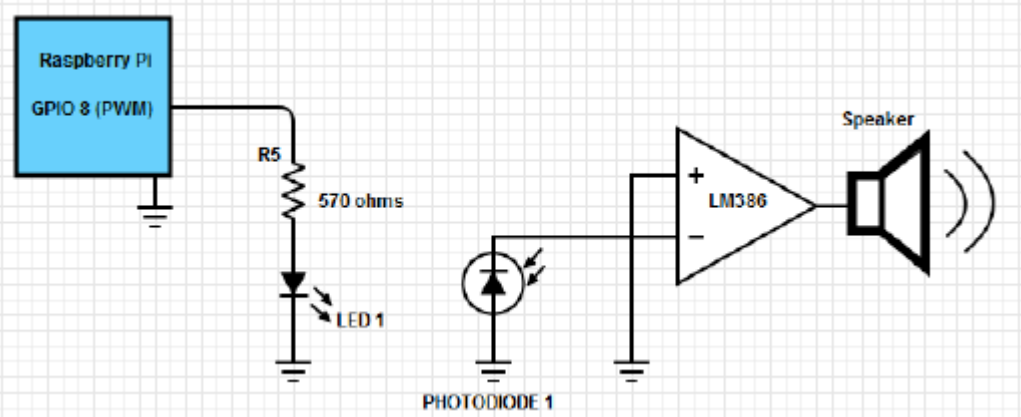 Raspberry Pi
GPIO 8 (PWM)
R5
570 ohms
LED 1
PHOTODIODE 1
+
LM386
−
Speaker